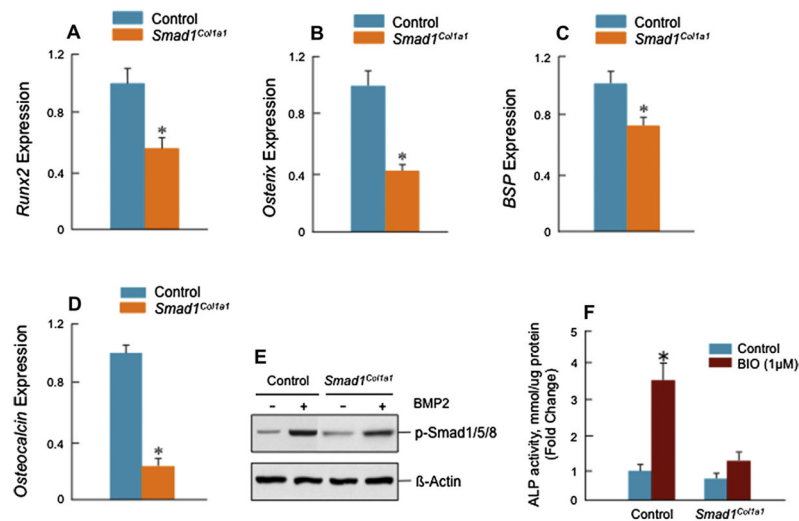 A
Control
Smad1Col1a1
1.2
0.8
0.4
0
Runx2 Expression
B
Control
Smad1Col1a1
1.2
0.8
0.4
0
Osterix Expression
C
Control
Smad1Col1a1
1.2
0.8
0.4
0
BSP Expression
*
*
*
D
Control
Smad1Col1a1
1.2
0.8
0.4
0
Osteocalcin Expression
*
E
Control Smad1Col1a1
- + - + BMP2
p-Smad1/5/8
ß-Actin
F
Control
BIO (1µM)
5
4
3
2
1
0
ALP activity, mmol/ug protein
(Fold Change)
*
Control Smad1Col1a1